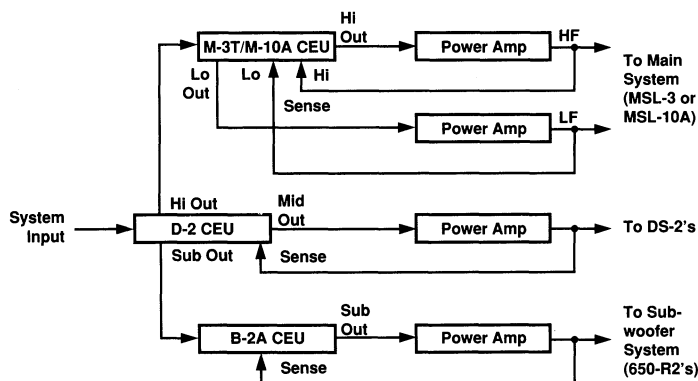 Hi
Out
M-3T/M-10A CEU
Power Amp
HF
Lo
Out
Lo
Hi
Sense
To Main
System
(MSL-3 or
MSL-10A)
Power Amp
LF
System
Input
Hi Out
D-2 CEU
Sub Out
Mid
Out
Sense
Power Amp
To DS-2's
Sub
Out
B-2A CEU
Sense
Power Amp
To Sub-
woofer
System
(650-R2's)